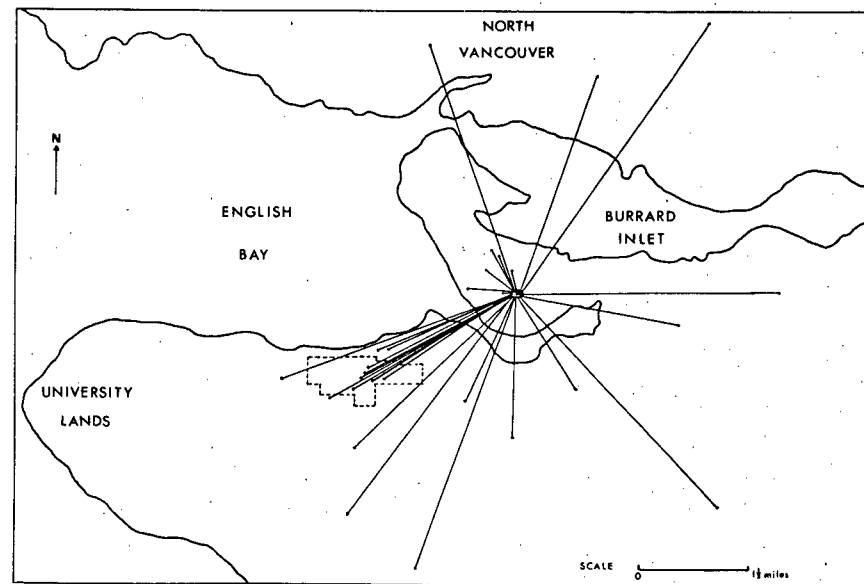 NORTH
VANCOUVER
N
ENGLISH
BAY
BURRARD
INLET
UNIVERSITY
LANDS
SCALE 0 1½ miles